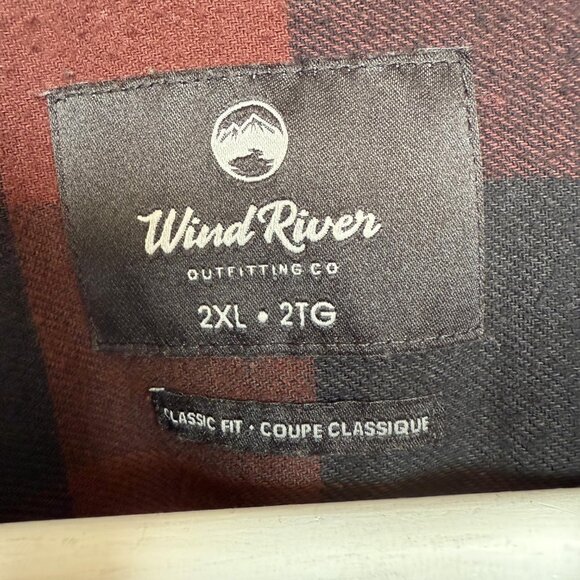 Wind River
OUTFITTING CO
2XL • 2TG
CLASSIC FIT • COUPE CLASSIQUE